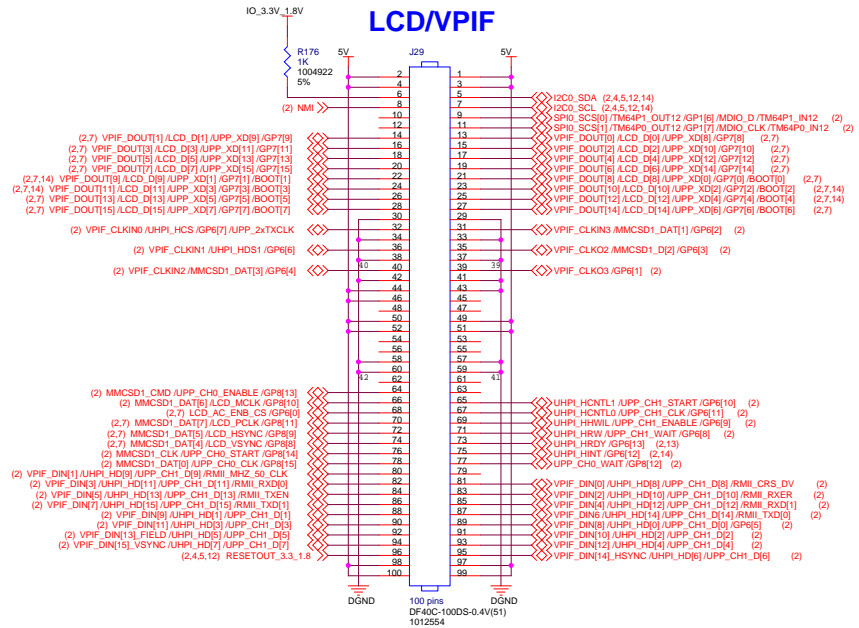 IO_3.3V_1.8V
LCD/VPIF
R176
1K
1004922
5%
5V
J29
5V
2 1
4 3
6 5 I2C0_SDA (2,4,5,12,14)
(2) NMI 8 7 I2C0_SCL (2,4,5,12,14)
10 9 SPI0_SCS[0] /TM64P1_OUT12 /GP1[6] /MDIO_D /TM64P1_IN12 (2)
12 11 SPI0_SCS[1] /TM64P0_OUT12 /GP1[7] /MDIO_CLK /TM64P0_IN12 (2)
(2,7) VPIF_DOUT[1] /LCD_D[1] /UPP_XD[9] /GP7[9] 14 13 VPIF_DOUT[0] /LCD_D[0] /UPP_XD[8] /GP7[8] (2,7)
(2,7) VPIF_DOUT[3] /LCD_D[3] /UPP_XD[11] /GP7[11] 16 15 VPIF_DOUT[2] /LCD_D[2] /UPP_XD[10] /GP7[10] (2,7)
(2,7) VPIF_DOUT[5] /LCD_D[5] /UPP_XD[13] /GP7[13] 18 17 VPIF_DOUT[4] /LCD_D[4] /UPP_XD[12] /GP7[12] (2,7)
(2,7) VPIF_DOUT[7] /LCD_D[7] /UPP_XD[15] /GP7[15] 20 19 VPIF_DOUT[6] /LCD_D[6] /UPP_XD[14] /GP7[14] (2,7)
(2,7,14) VPIF_DOUT[9] /LCD_D[9] /UPP_XD[1] /GP7[1] /BOOT[1] 22 21 VPIF_DOUT[8] /LCD_D[8] /UPP_XD[0] /GP7[0] /BOOT[0] (2,7)
(2,7,14) VPIF_DOUT[11] /LCD_D[11] /UPP_XD[3] /GP7[3] /BOOT[3] 24 23 VPIF_DOUT[10] /LCD_D[10] /UPP_XD[2] /GP7[2] /BOOT[2] (2,7,14)
(2,7) VPIF_DOUT[13] /LCD_D[13] /UPP_XD[5] /GP7[5] /BOOT[5] 26 25 VPIF_DOUT[12] /LCD_D[12] /UPP_XD[4] /GP7[4] /BOOT[4] (2,7,14)
(2,7) VPIF_DOUT[15] /LCD_D[15] /UPP_XD[7] /GP7[7] /BOOT[7] 28 27 VPIF_DOUT[14] /LCD_D[14] /UPP_XD[6] /GP7[6] /BOOT[6] (2,7)
30 29
(2) VPIF_CLKIN0 /UHPI_HCS /GP6[7] /UPP_2xTXCLK 32 31 VPIF_CLKIN3 /MMCSD1_DAT[1] /GP6[2] (2)
34 33
(2) VPIF_CLKIN1 /UHPI_HDS1 /GP6[6] 36 35 VPIF_CLKO2 /MMCSD1_D[2] /GP6[3] (2)
38 37
40 39
(2) VPIF_CLKIN2 /MMCSD1_DAT[3] /GP6[4] 40 39 VPIF_CLKO3 /GP6[1] (2)
42 41
44 43
46 45
48 47
50 49
52 51
54 53
56 55
58 57
60 59
42 41
62 61
(2) MMCSD1_CMD /UPP_CH0_ENABLE /GP8[13] 64 63
(2) MMCSD1_DAT[6] /LCD_MCLK /GP8[10] 66 65 UHPI_HCNTL1 /UPP_CH1_START /GP6[10] (2)
(2,7) LCD_AC_ENB_CS /GP6[0] 68 67 UHPI_HCNTL0 /UPP_CH1_CLK /GP6[11] (2)
(2,7) MMCSD1_DAT[7] /LCD_PCLK /GP8[11] 70 69 UHPI_HHWIL /UPP_CH1_ENABLE /GP6[9] (2)
(2,7) MMCSD1_DAT[5] /LCD_HSYNC /GP8[9] 72 71 UHPI_HRW /UPP_CH1_WAIT /GP6[8] (2)
(2,7) MMCSD1_DAT[4] /LCD_VSYNC /GP8[8] 74 73 UHPI_HRDY /GP6[13] (2,13)
(2) MMCSD1_CLK /UPP_CH0_START /GP8[14] 76 75 UHPI_HINT /GP6[12] (2,14)
(2) MMCSD1_DAT[0] /UPP_CH0_CLK /GP8[15] 78 77 UPP_CH0_WAIT /GP8[12] (2)
(2) VPIF_DIN[1] /UHPI_HD[9] /UPP_CH1_D[9] /RMII_MHZ_50_CLK 80 79
(2) VPIF_DIN[3] /UHPI_HD[11] /UPP_CH1_D[11] /RMII_RXD[0] 82 81 VPIF_DIN[0] /UHPI_HD[8] /UPP_CH1_D[8] /RMII_CRS_DV (2)
(2) VPIF_DIN[5] /UHPI_HD[13] /UPP_CH1_D[13] /RMII_TXEN 84 83 VPIF_DIN[2] /UHPI_HD[10] /UPP_CH1_D[10] /RMII_RXER (2)
(2) VPIF_DIN[7] /UHPI_HD[15] /UPP_CH1_D[15] /RMII_TXD[1] 86 85 VPIF_DIN[4] /UHPI_HD[12] /UPP_CH1_D[12] /RMII_RXD[1] (2)
(2) VPIF_DIN[9] /UHPI_HD[1] /UPP_CH1_D[1] 88 87 VPIF_DIN6 /UHPI_HD[14] /UPP_CH1_D[14] /RMII_TXD[0] (2)
(2) VPIF_DIN[11] /UHPI_HD[3] /UPP_CH1_D[3] 90 89 VPIF_DIN[8] /UHPI_HD[0] /UPP_CH1_D[0] /GP6[5] (2)
(2) VPIF_DIN[13]_FIELD /UHPI_HD[5] /UPP_CH1_D[5] 92 91 VPIF_DIN[10] /UHPI_HD[2] /UPP_CH1_D[2] (2)
(2) VPIF_DIN[15]_VSYNC /UHPI_HD[7] /UPP_CH1_D[7] 94 93 VPIF_DIN[12] /UHPI_HD[4] /UPP_CH1_D[4] (2)
(2,4,5,12) RESETOUT_3.3_1.8 96 95 VPIF_DIN[14]_HSYNC /UHPI_HD[6] /UPP_CH1_D[6] (2)
98 97
100 99
DGND 100 pins DGND
DF40C-100DS-0.4V(51)
1012554